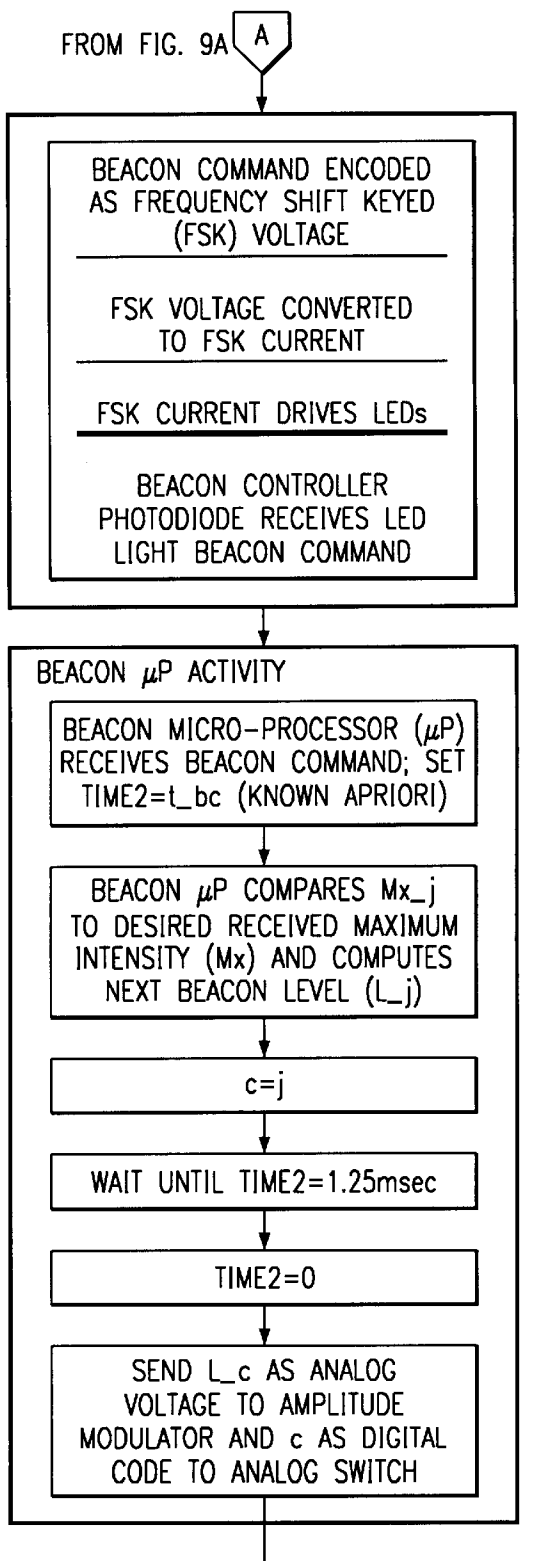 FROM FIG. 9A
A
BEACON COMMAND ENCODED
AS FREQUENCY SHIFT KEYED
(FSK) VOLTAGE
FSK VOLTAGE CONVERTED
TO FSK CURRENT
FSK CURRENT DRIVES LEDs
BEACON CONTROLLER
PHOTODIODE RECEIVES LED
LIGHT BEACON COMMAND
BEACON μP ACTIVITY
BEACON MICRO-PROCESSOR (μP)
RECEIVES BEACON COMMAND; SET
TIME2=t_bc (KNOWN APRIORI)
BEACON μP COMPARES Mx_j
TO DESIRED RECEIVED MAXIMUM
INTENSITY (Mx) AND COMPUTES
NEXT BEACON LEVEL (L_j)
c=j
WAIT UNTIL TIME2=1.25msec
TIME2=0
SEND L_c AS ANALOG
VOLTAGE TO AMPLITUDE
MODULATOR AND c AS DIGITAL
CODE TO ANALOG SWITCH